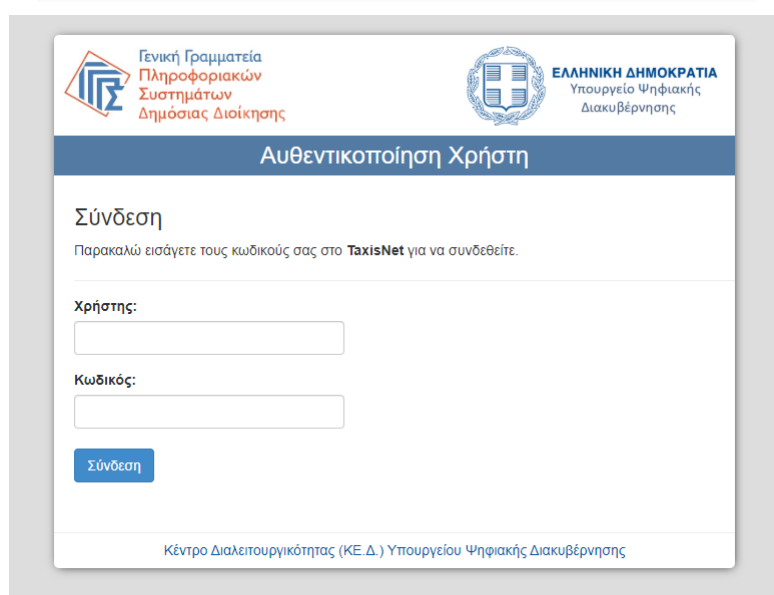 Γενική Γραμματεία
Πληροφοριακών
Συστημάτων
Δημόσιας Διοίκησης
ΕΛΛΗΝΙΚΗ ΔΗΜΟΚΡΑΤΙΑ
Υπουργείο Ψηφιακής
Διακυβέρνησης
Αυθεντικοποίηση Χρήστη
Σύνδεση
Παρακαλώ εισάγετε τους κωδικούς σας στο TaxisNet για να συνδεθείτε.
Χρήστης:
Κωδικός:
Σύνδεση
Κέντρο Διαλειτουργικότητας (ΚΕ.Δ.) Υπουργείου Ψηφιακής Διακυβέρνησης